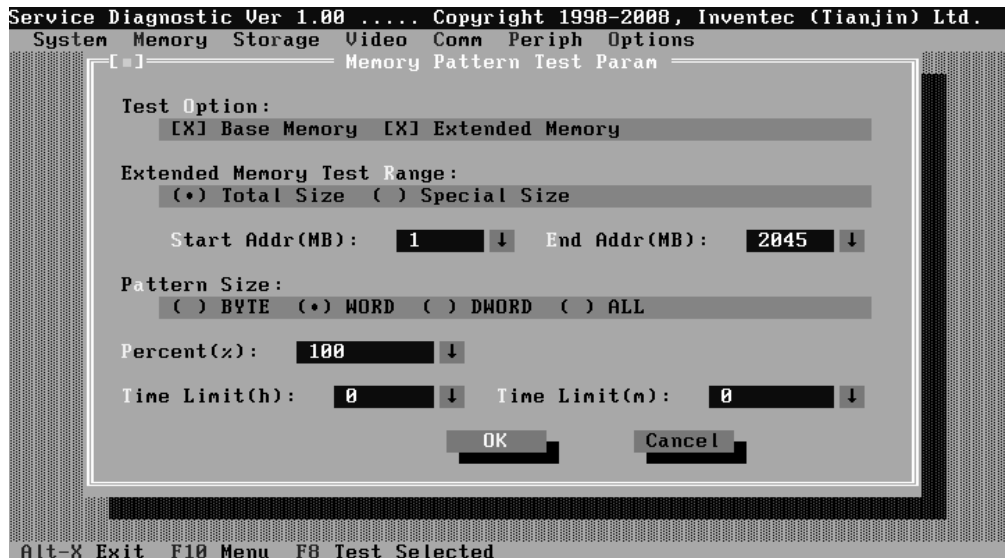 Service Diagnostic Ver 1.00 ..... Copyright 1998-2008, Inventec (Tianjin) Ltd.
System Memory Storage Video Comm Periph Options
[■] Memory Pattern Test Param
Test Option:
[X] Base Memory [X] Extended Memory
Extended Memory Test Range:
(•) Total Size ( ) Special Size
Start Addr(MB): 1 ↓ End Addr(MB): 2045 ↓
Pattern Size:
( ) BYTE (•) WORD ( ) DWORD ( ) ALL
Percent(%): 100 ↓
Time Limit(h): 0 ↓ Time Limit(m): 0 ↓
OK Cancel
Alt-X Exit F10 Menu F8 Test Selected